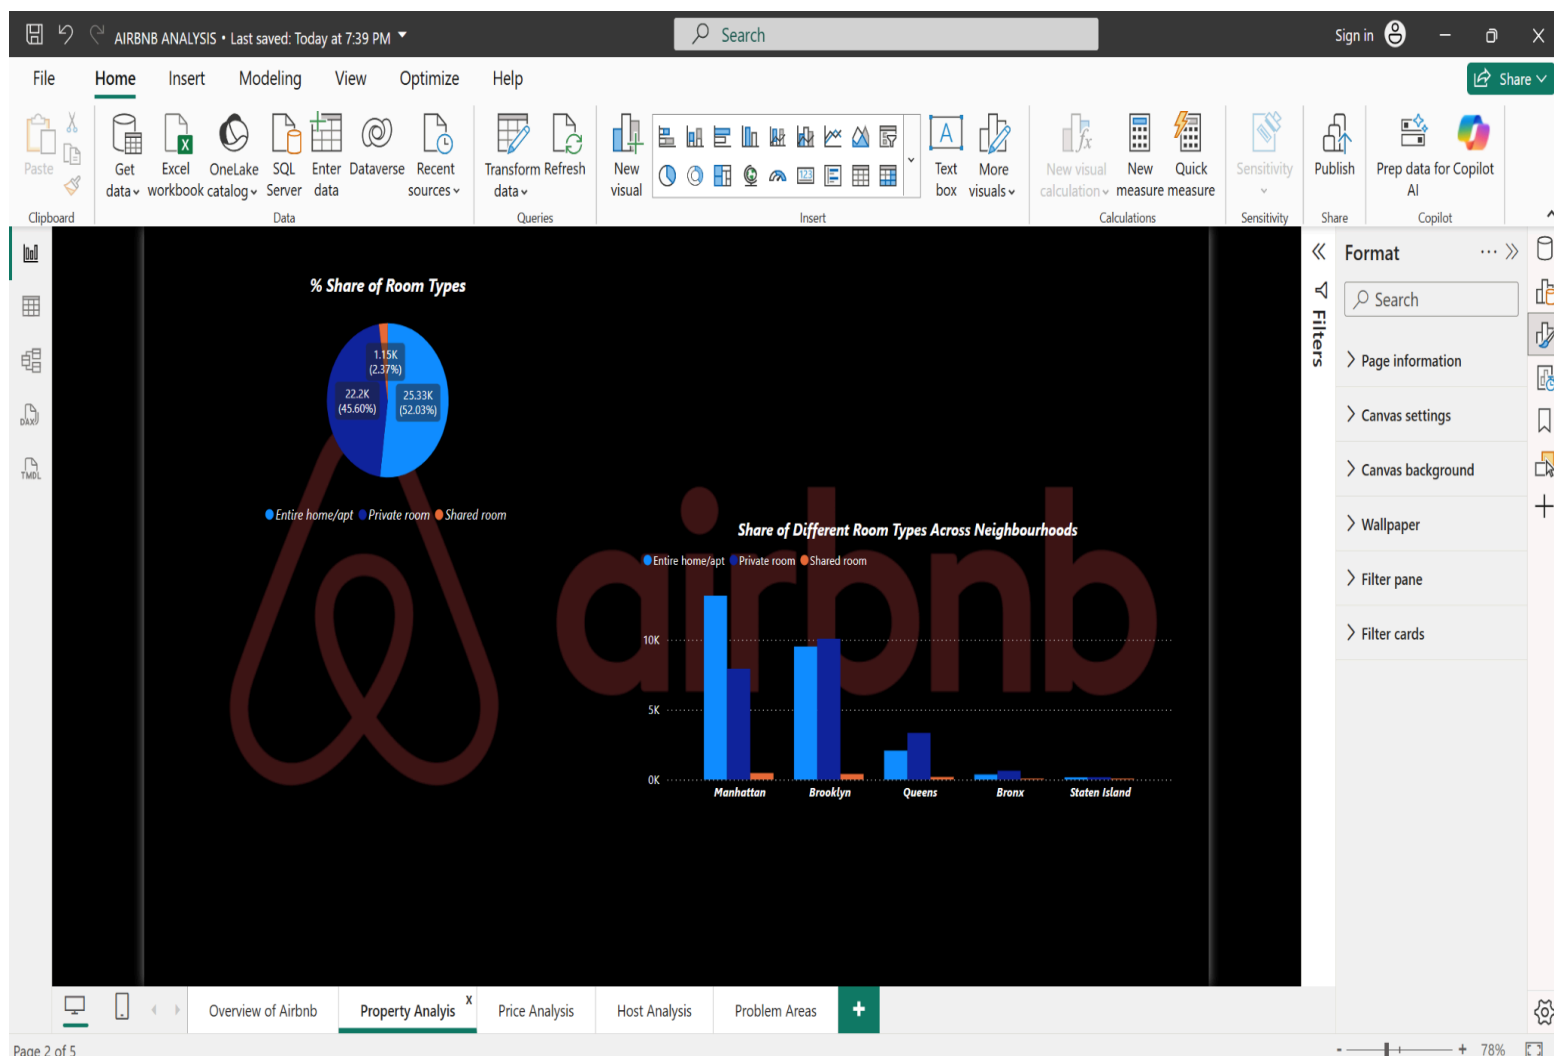 AIRBNB ANALYSIS • Last saved: Today at 7:39 PM
Search
Sign in
File Home Insert Modeling View Optimize Help
Share
Paste
Get data
Excel workbook
OneLake catalog
SQL Server
Enter data
Dataverse
Recent sources
Transform data
Refresh
New visual
Text box
More visuals
New visual calculation
New measure
Quick measure
Sensitivity
Publish
Prep data for AI
Copilot
Clipboard
Data
Queries
Insert
Calculations
Sensitivity
Share
Copilot
DAX
TMDL
% Share of Room Types
1.15K
(2.37%)
22.2K
(45.60%)
25.33K
(52.03%)
Entire home/apt Private room Shared room
airbnb
Share of Different Room Types Across Neighbourhoods
Entire home/apt Private room Shared room
10K
5K
0K
Manhattan Brooklyn Queens Bronx Staten Island
Filters
Format
Search
Page information
Canvas settings
Canvas background
Wallpaper
Filter pane
Filter cards
Overview of Airbnb
Property Analyis
Price Analysis
Host Analysis
Problem Areas
Page 2 of 5
78%